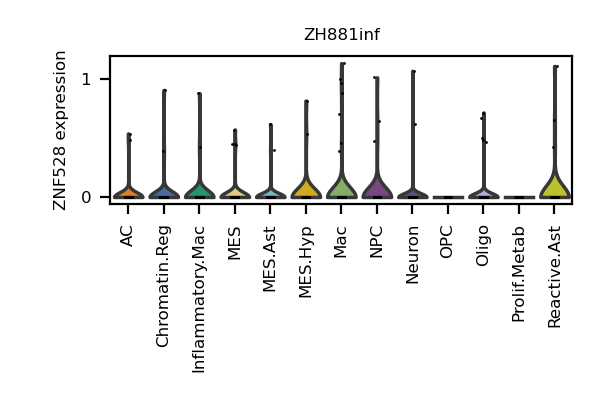 ZH881inf
ZNF528 expression
1
0
AC
Chromatin.Reg
Inflammatory.Mac
MES
MES.Ast
MES.Hyp
Mac
NPC
Neuron
OPC
Oligo
Prolif.Metab
Reactive.Ast